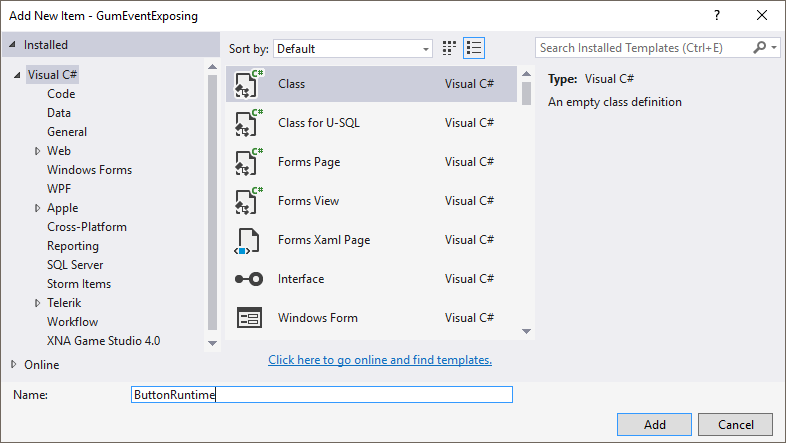 Add New Item - GumEventExposing
?
Installed
Sort by: Default
Search Installed Templates (Ctrl+E)
Visual C#
Code
Data
General
Web
Windows Forms
WPF
Apple
Cross-Platform
Reporting
SQL Server
Storm Items
Telerik
Workflow
XNA Game Studio 4.0
Online
C# Class Visual C#
C# Class for U-SQL Visual C#
C# Forms Page Visual C#
C# Forms View Visual C#
Forms Xaml Page Visual C#
Interface Visual C#
Windows Form Visual C#
Click here to go online and find templates.
Type: Visual C#
An empty class definition
Name: ButtonRuntime
Add Cancel